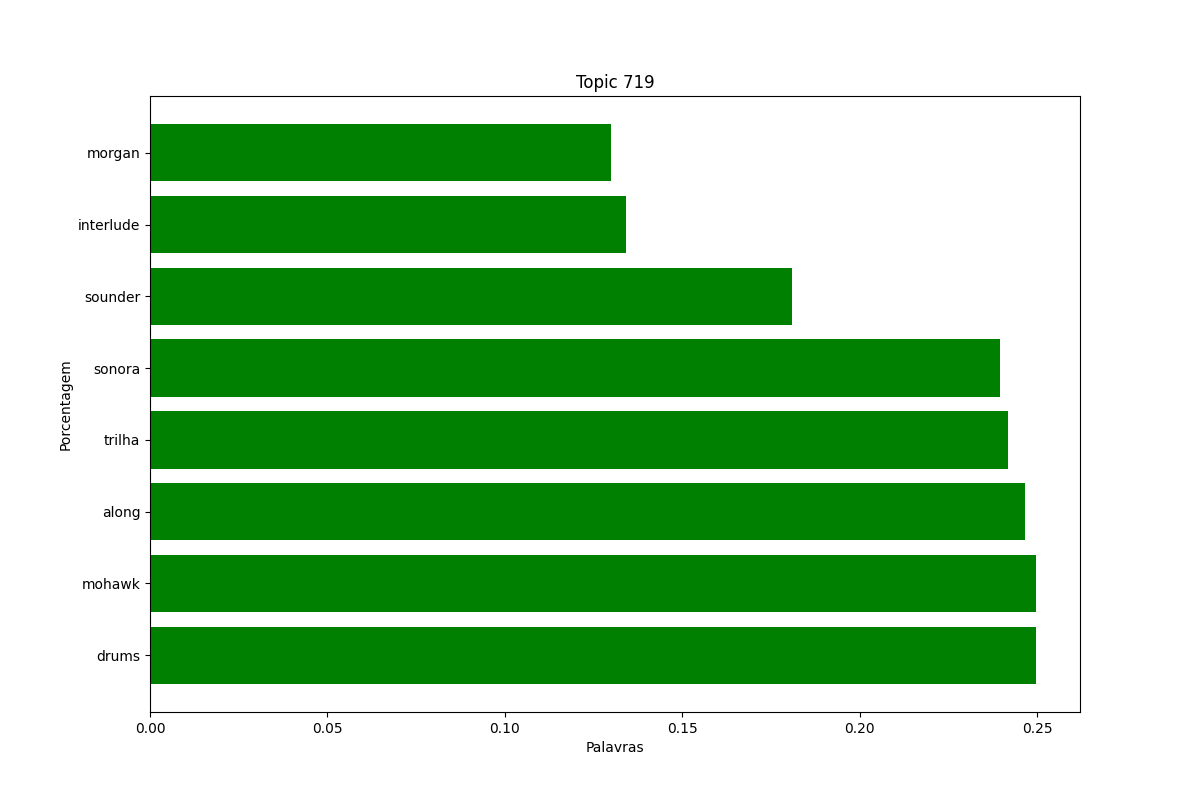 Topic 719
morgan
interlude
sounder
sonora
trilha
along
mohawk
drums
Porcentagem
0.00 0.05 0.10 0.15 0.20 0.25
Palavras